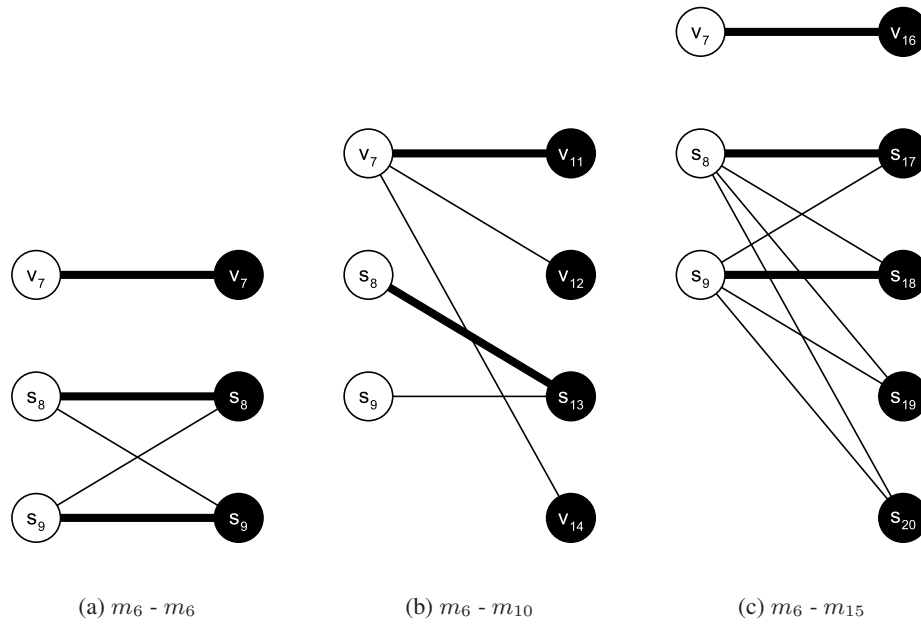 v7 v16
v7 v11 s8 s17
v7 v7 s8 v12 s9 s18
s8 s8 s9 s13 s19
s9 s9 v14 s20
(a) m6 - m6 (b) m6 - m10 (c) m6 - m15